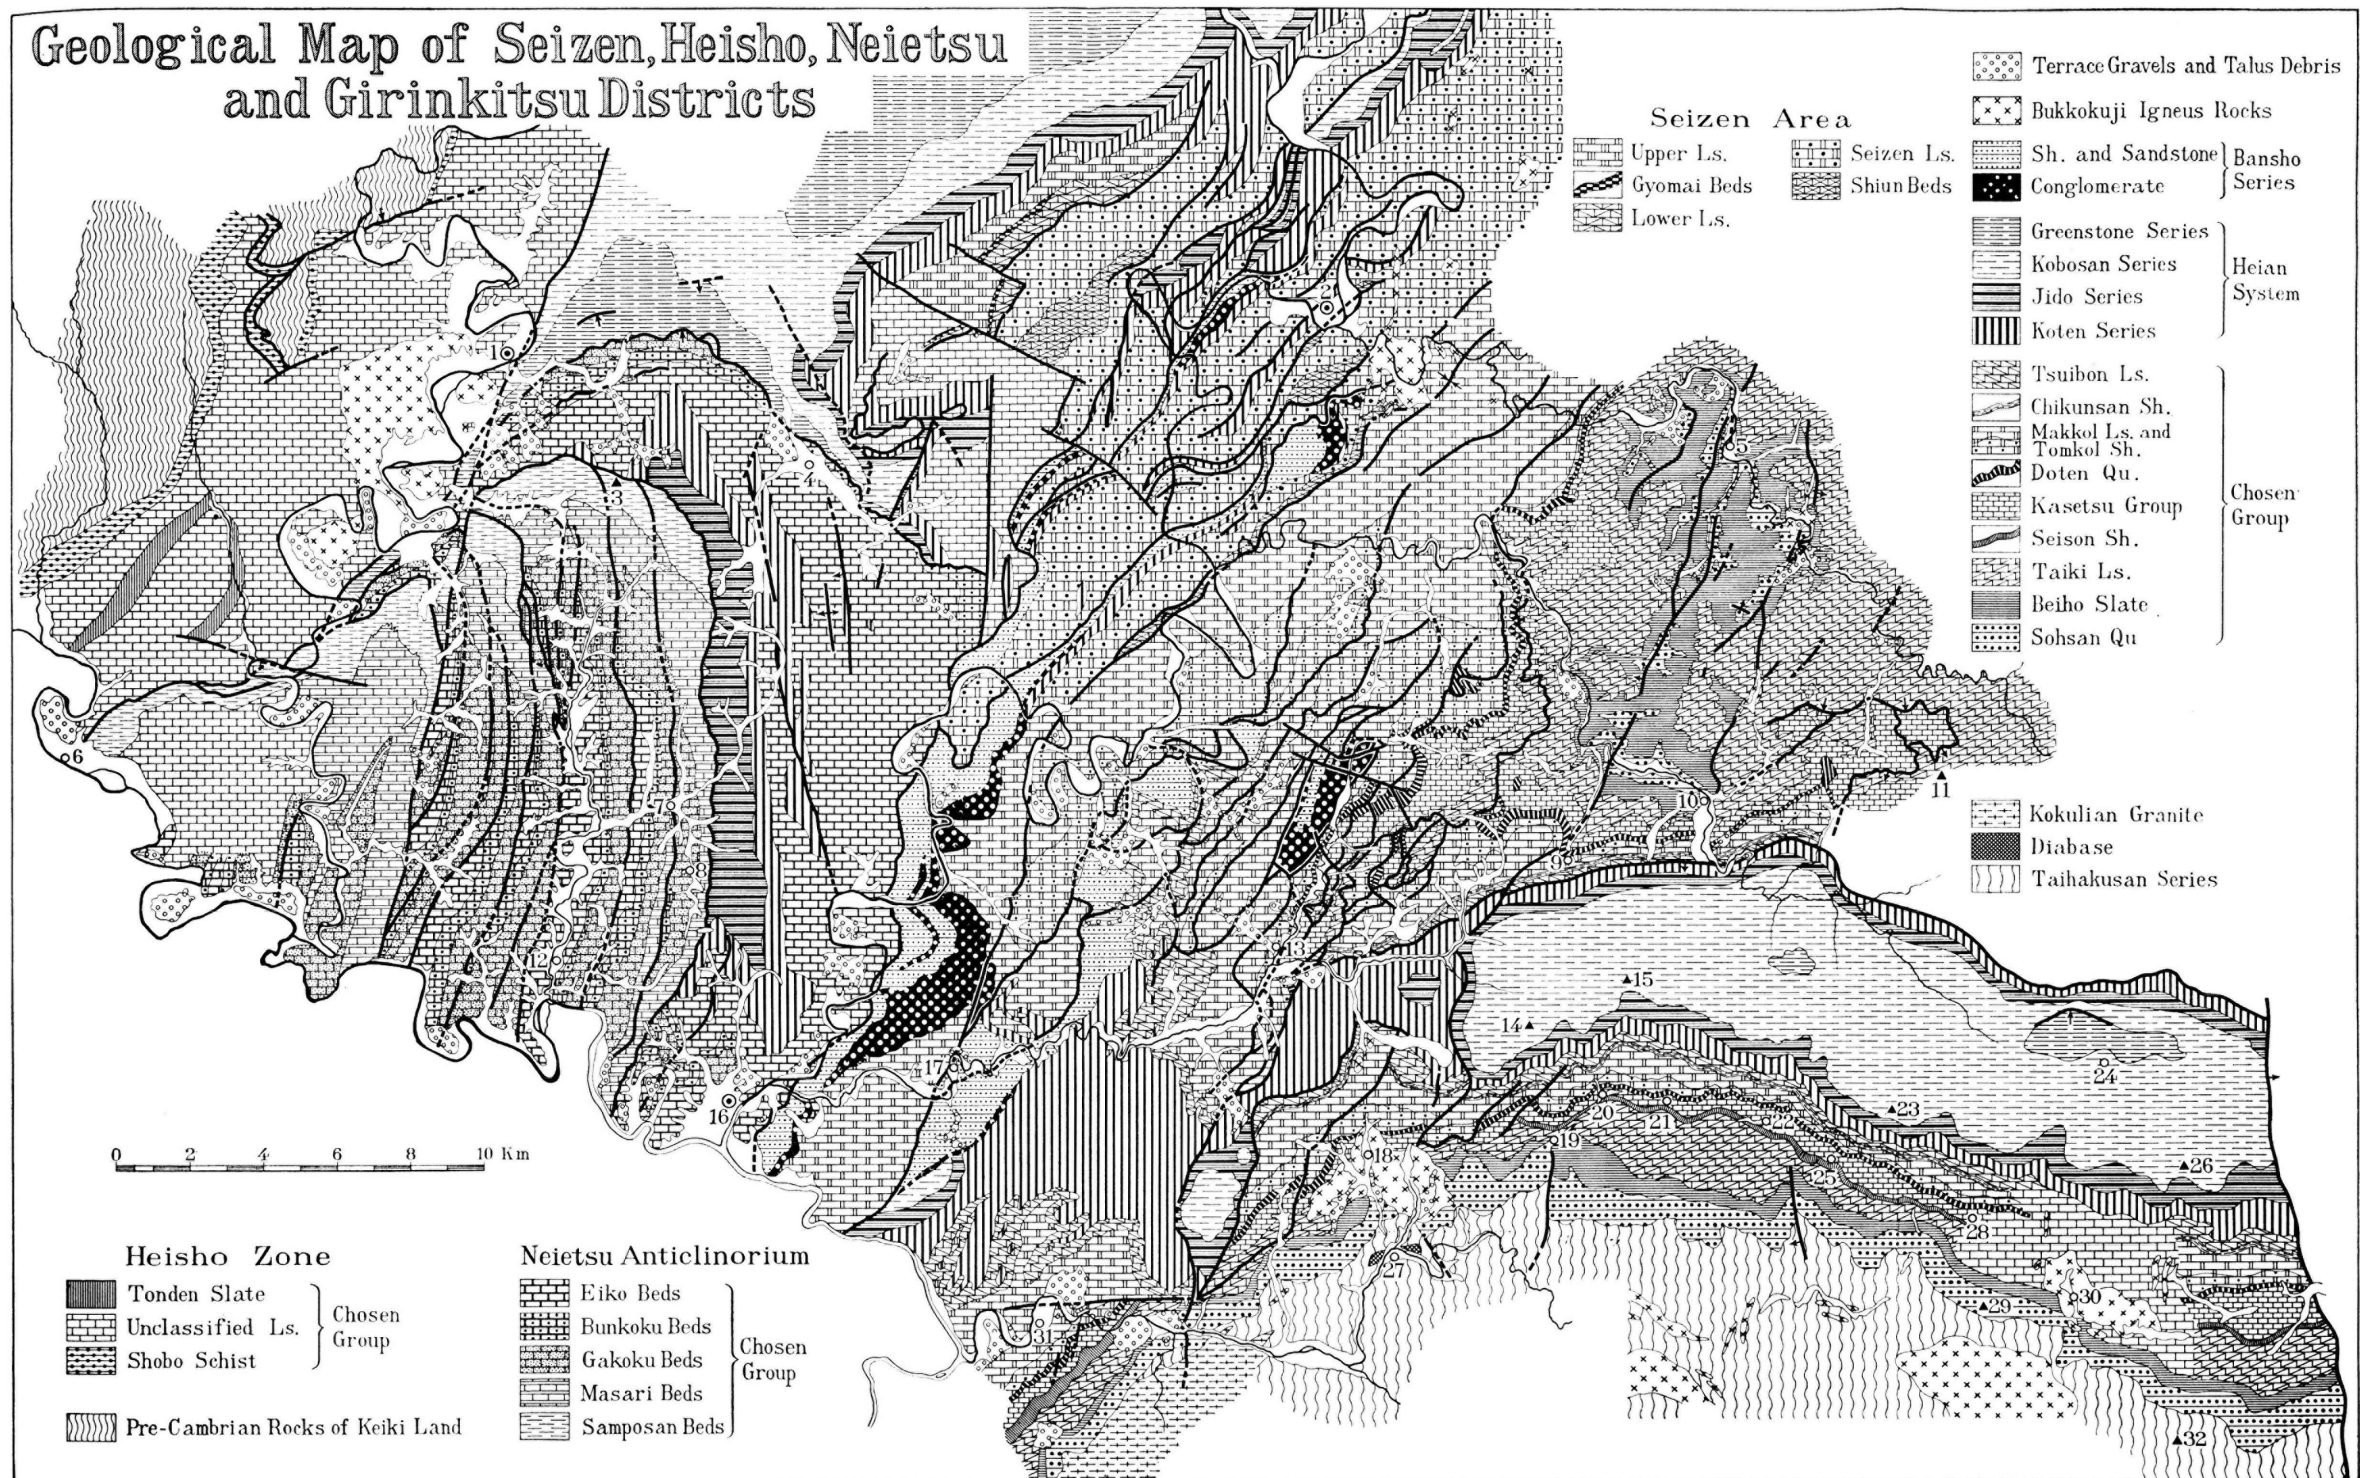 Geological Map of Seizen, Heisho, Neietsu
and Girinkitsu Districts
Seizen Area
Upper Ls.
Gyomai Beds
Lower Ls.
Seizen Ls.
Shiun Beds
Terrace Gravels and Talus Debris
Bukkokuji Igneus Rocks
Sh. and Sandstone
Conglomerate
Bansho
Series
Greenstone Series
Kobosan Series
Jido Series
Koten Series
Heian
System
Tsuibon Ls.
Chikunsan Sh.
Makkol Ls. and
Tomkol Sh.
Doten Qu.
Kasetsu Group
Seison Sh.
Taiki Ls.
Beiho Slate
Sohsan Qu
Chosen
Group
Kokulian Granite
Diabase
Taihakusan Series
1
2
3
4
5
6
7
8
9
10
11
12
13
14
15
16
17
18
19
20
21
22
23
24
25
26
27
28
29
30
31
32
0 2 4 6 8 10 Km
Heisho Zone
Tonden Slate
Unclassified Ls.
Shobo Schist
Chosen
Group
Pre-Cambrian Rocks of Keiki Land
Neietsu Anticlinorium
Eiko Beds
Bunkoku Beds
Gakoku Beds
Masari Beds
Samposan Beds
Chosen
Group